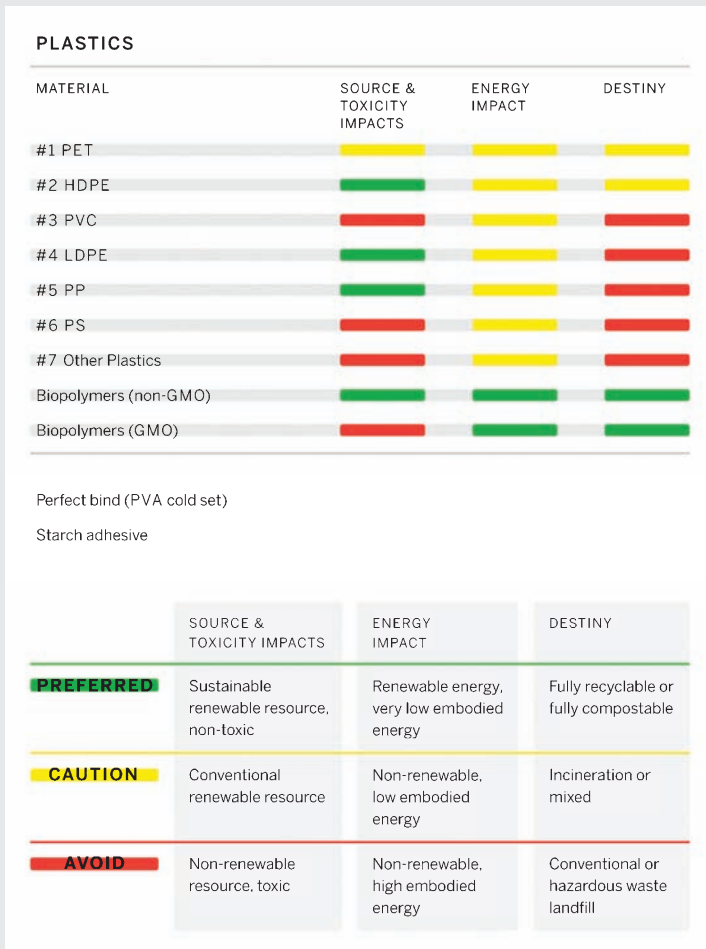 PLASTICS
MATERIAL
SOURCE &
TOXICITY
IMPACTS
ENERGY
IMPACT
DESTINY
#1 PET
#2 HDPE
#3 PVC
#4 LDPE
#5 PP
#6 PS
#7 Other Plastics
Biopolymers (non-GMO)
Biopolymers (GMO)
Perfect bind (PVA cold set)
Starch adhesive
SOURCE &
TOXICITY IMPACTS
ENERGY
IMPACT
DESTINY
PREFERRED
Sustainable
renewable resource,
non-toxic
Renewable energy,
very low embodied
energy
Fully recyclable or
fully compostable
CAUTION
Conventional
renewable resource
Non-renewable,
low embodied
energy
Incineration or
mixed
AVOID
Non-renewable
resource, toxic
Non-renewable,
high embodied
energy
Conventional or
hazardous waste
landfill